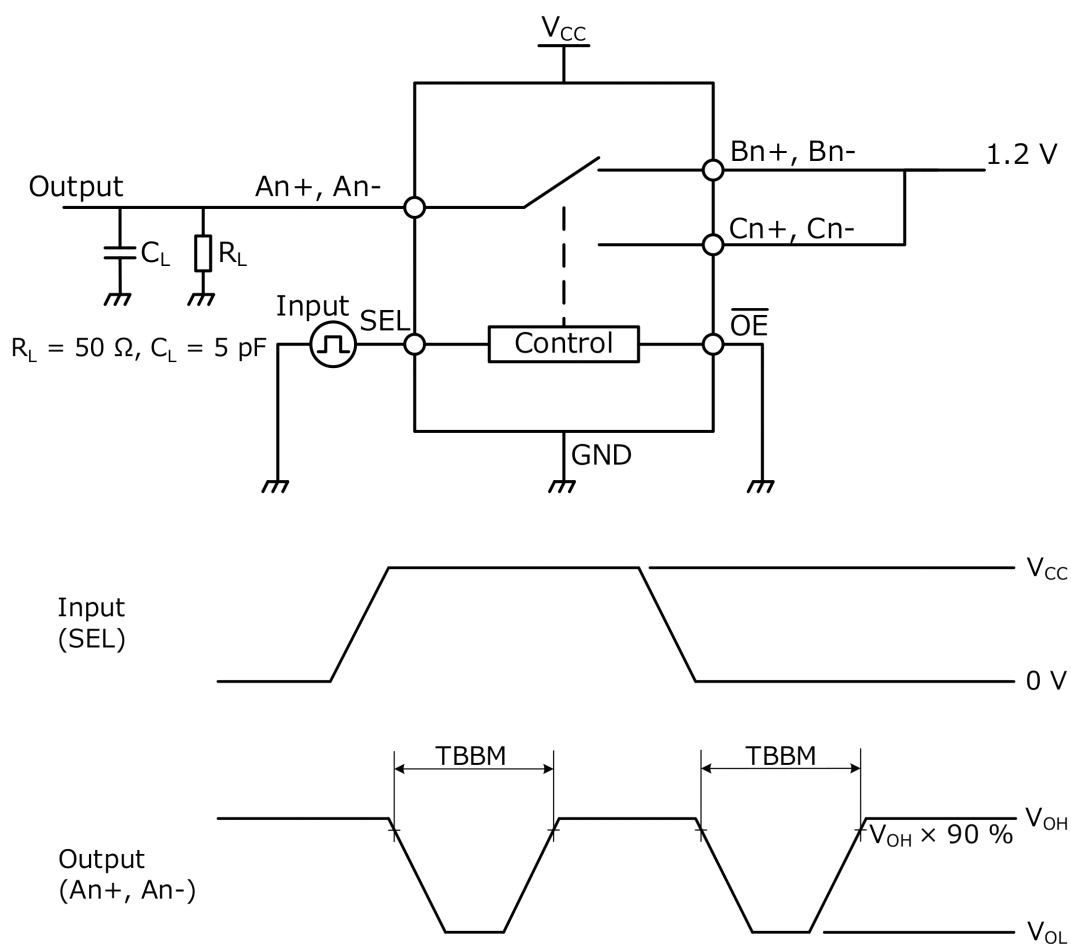 VCC
Bn+, Bn-
1.2 V
Output
An+, An-
Cn+, Cn-
CL
RL
Input
SEL
OE
RL = 50 Ω, CL = 5 pF
Control
GND
VCC
Input
(SEL)
0 V
TBBM
TBBM
VOH
VOH × 90 %
Output
(An+, An-)
VOL